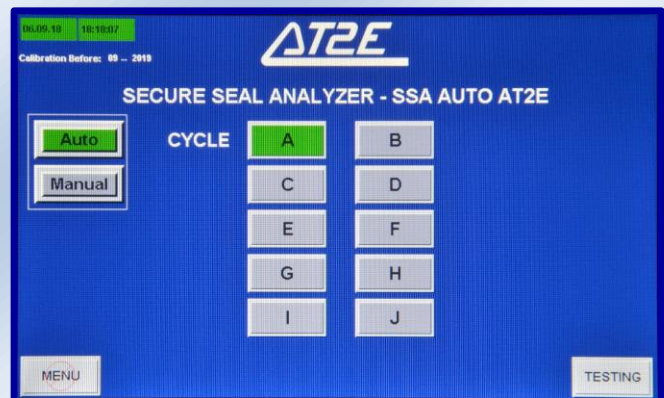 06.09.18 18:18:07
AT2E
Calibration Before: 09 -- 2019
SECURE SEAL ANALYZER - SSA AUTO AT2E
Auto CYCLE A B
Manual C D
E F
G H
I J
MENU TESTING